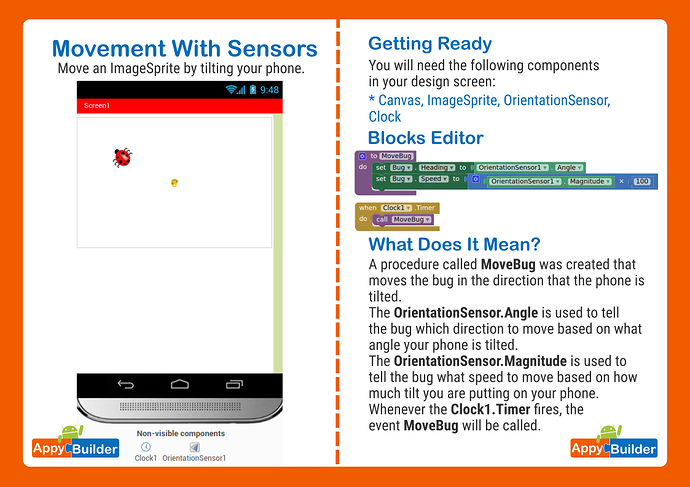 Movement With Sensors
Move an ImageSprite by tilting your phone.
9:48
Screen1
Non-visible components
Clock1 OrientationSensor1
Appy Builder
Getting Ready
You will need the following components
in your design screen:
* Canvas, ImageSprite, OrientationSensor,
Clock
Blocks Editor
to MoveBug
do set Bug . Heading to OrientationSensor1 . Angle
set Bug . Speed to OrientationSensor1 . Magnitude × 100
when Clock1 .Timer
do call MoveBug
What Does It Mean?
A procedure called MoveBug was created that
moves the bug in the direction that the phone is
tilted.
The OrientationSensor.Angle is used to tell
the bug which direction to move based on what
angle your phone is tilted.
The OrientationSensor.Magnitude is used to
tell the bug what speed to move based on how
much tilt you are putting on your phone.
Whenever the Clock1.Timer fires, the
event MoveBug will be called.
Appy Builder